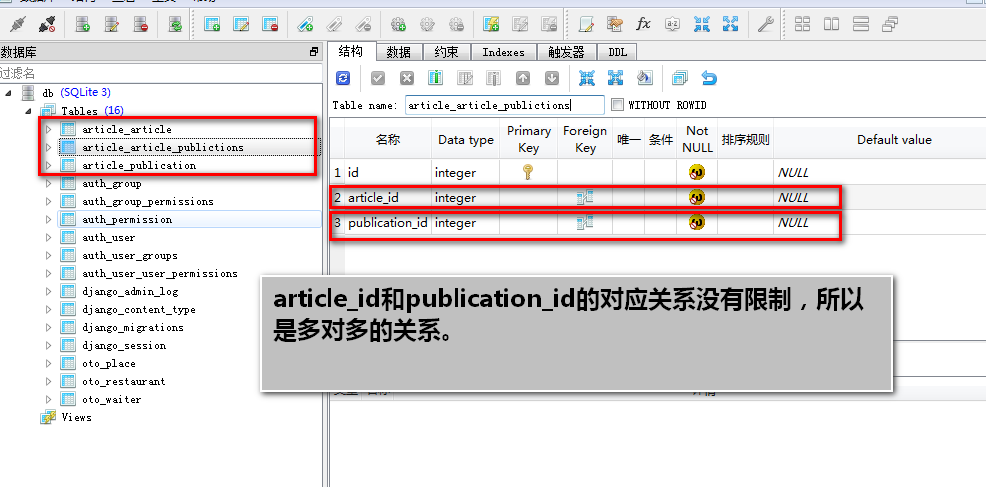 数据库
过滤名
db (SQLite 3)
Tables (16)
article_article
article_article_publictions
article_publication
auth_group
auth_group_permissions
auth_permission
auth_user
auth_user_groups
auth_user_user_permissions
django_admin_log
django_content_type
django_migrations
django_session
oto_place
oto_restaurant
oto_waiter
Views
结构 数据 约束 Indexes 触发器 DDL
Table name: article_article_publictions WITHOUT ROWID
名称 Data type Primary Key Foreign Key 唯一 条件 Not NULL 排序规则 Default value
1 id integer NULL
2 article_id integer NULL
3 publication_id integer NULL
article_id和publication_id的对应关系没有限制，所以
是多对多的关系。